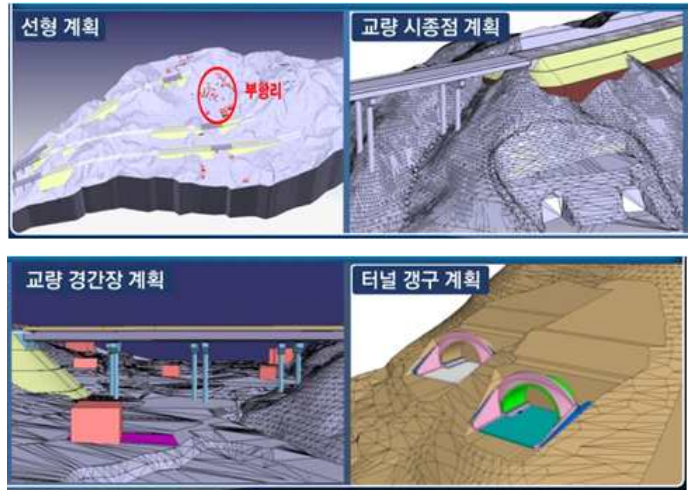 선형 계획
교량 시종점 계획
부항리
교량 경간장 계획
터널 갱구 계획